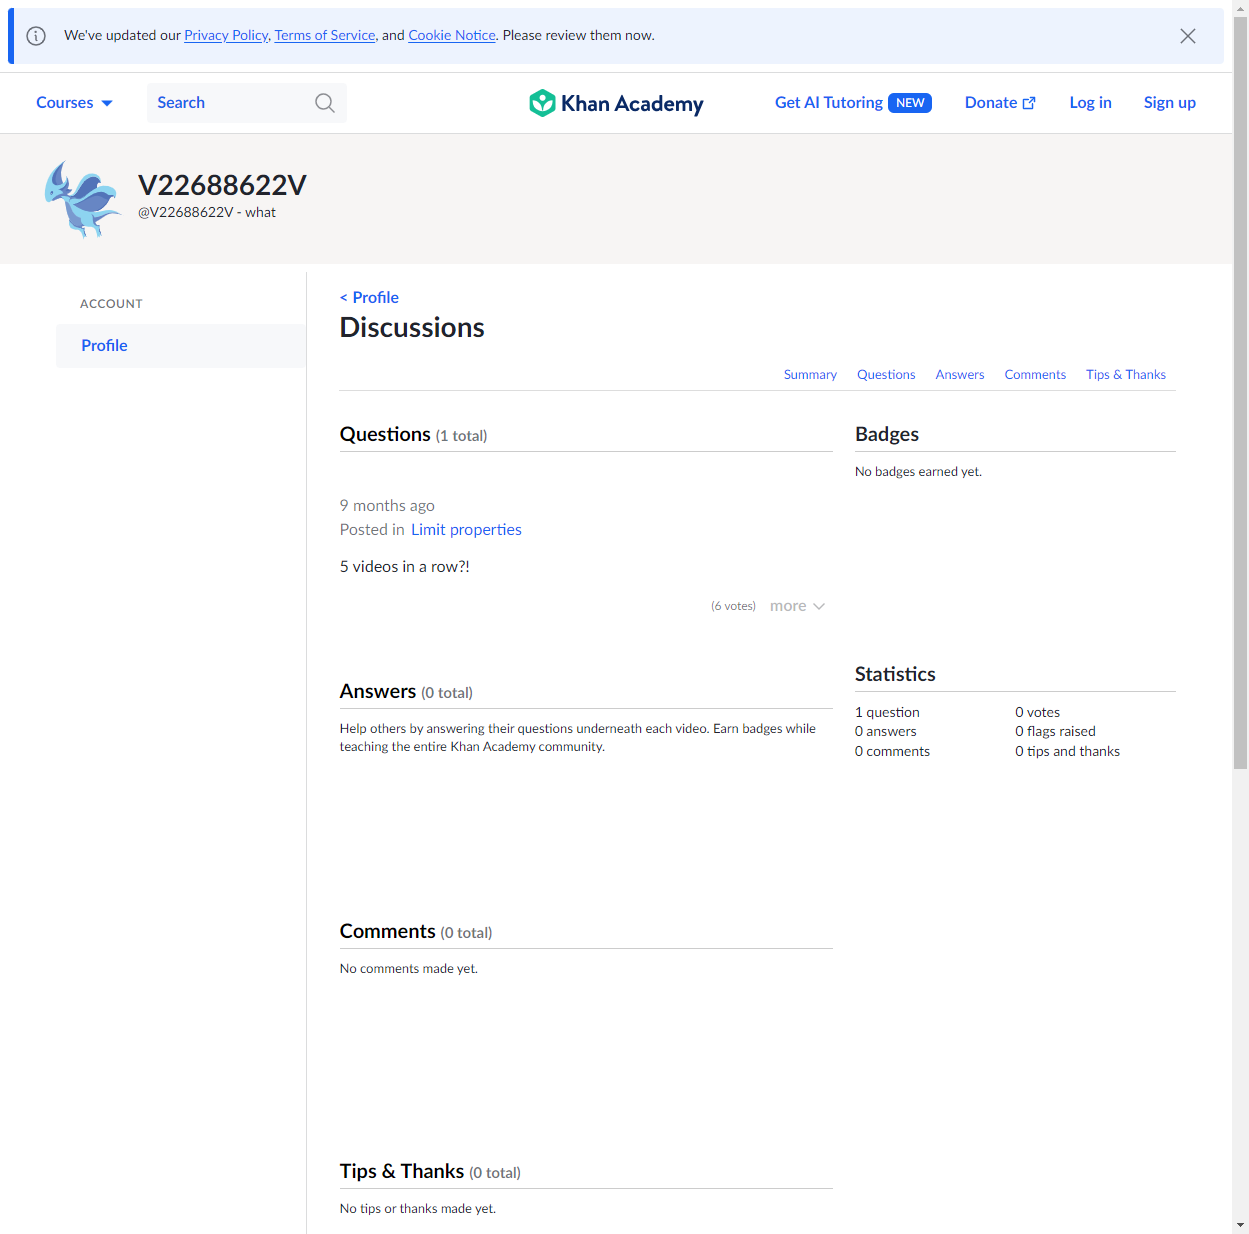 We've updated our Privacy Policy, Terms of Service, and Cookie Notice. Please review them now.
Courses
Search
Khan Academy
Get AI Tutoring NEW
Donate
Log in
Sign up
V22688622V
@V22688622V - what
ACCOUNT
Profile
< Profile
Discussions
Summary
Questions
Answers
Comments
Tips & Thanks
Questions (1 total)
9 months ago
Posted in Limit properties
5 videos in a row?!
(6 votes) more
Badges
No badges earned yet.
Answers (0 total)
Help others by answering their questions underneath each video. Earn badges while
teaching the entire Khan Academy community.
Statistics
1 question
0 votes
0 answers
0 flags raised
0 comments
0 tips and thanks
Comments (0 total)
No comments made yet.
Tips & Thanks (0 total)
No tips or thanks made yet.